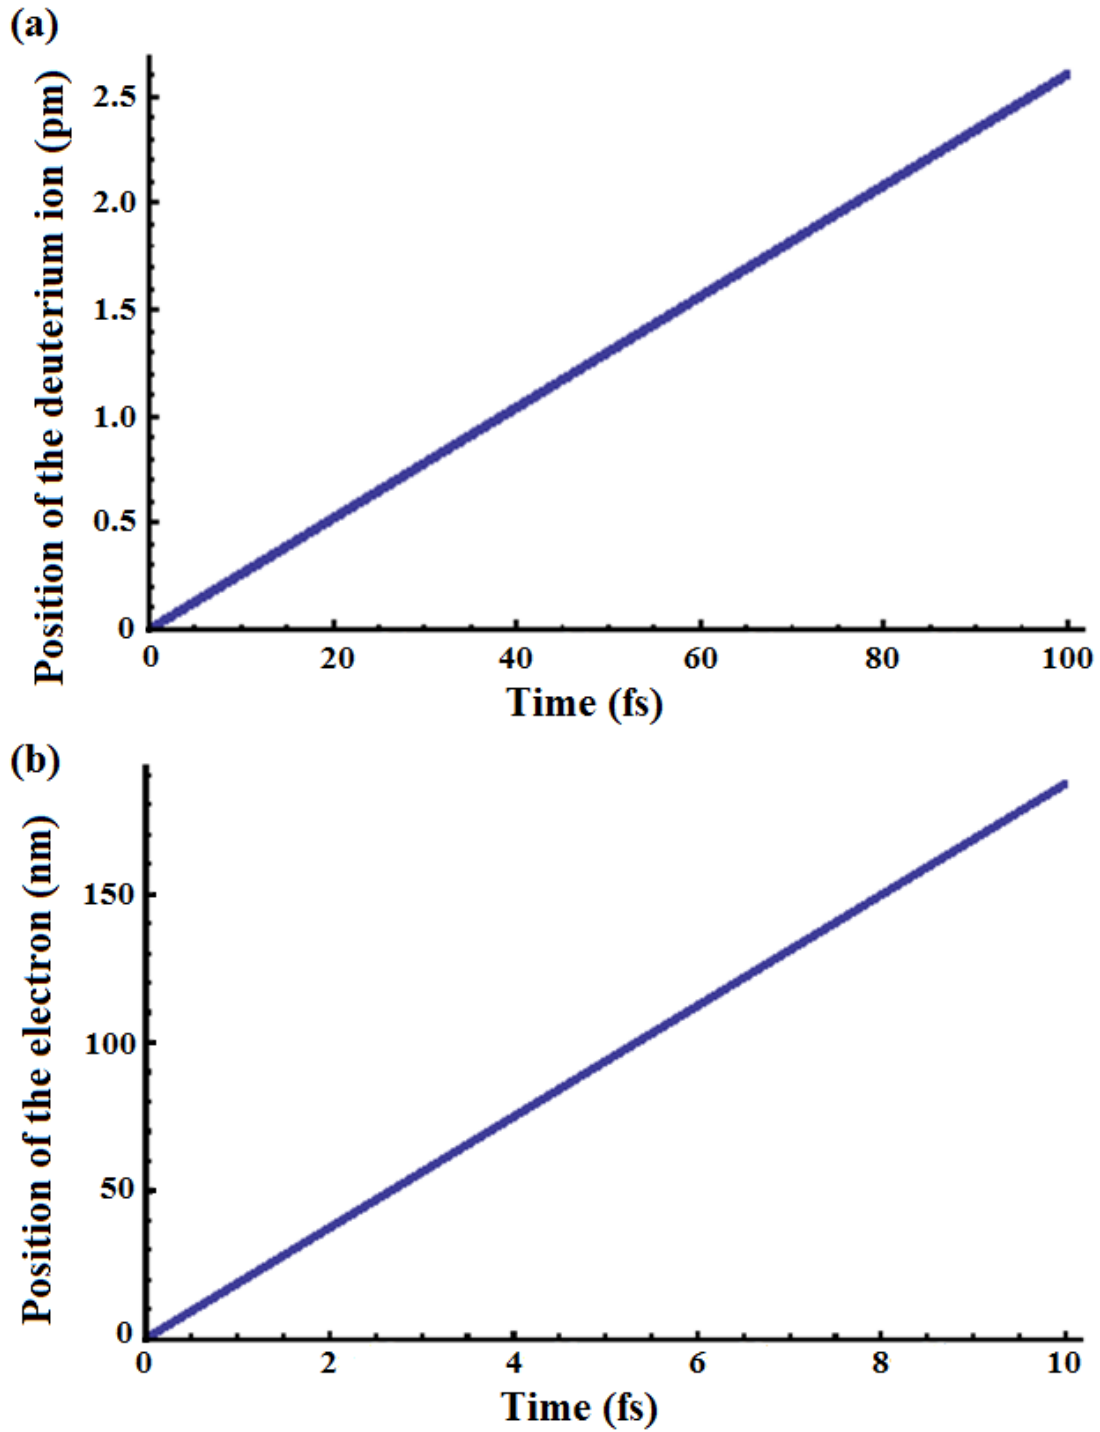 (a)
Position of the deuterium ion (pm)
2.5
2.0
1.5
1.0
0.5
0
0 20 40 60 80 100
Time (fs)
(b)
Position of the electron (nm)
150
100
50
0
0 2 4 6 8 10
Time (fs)